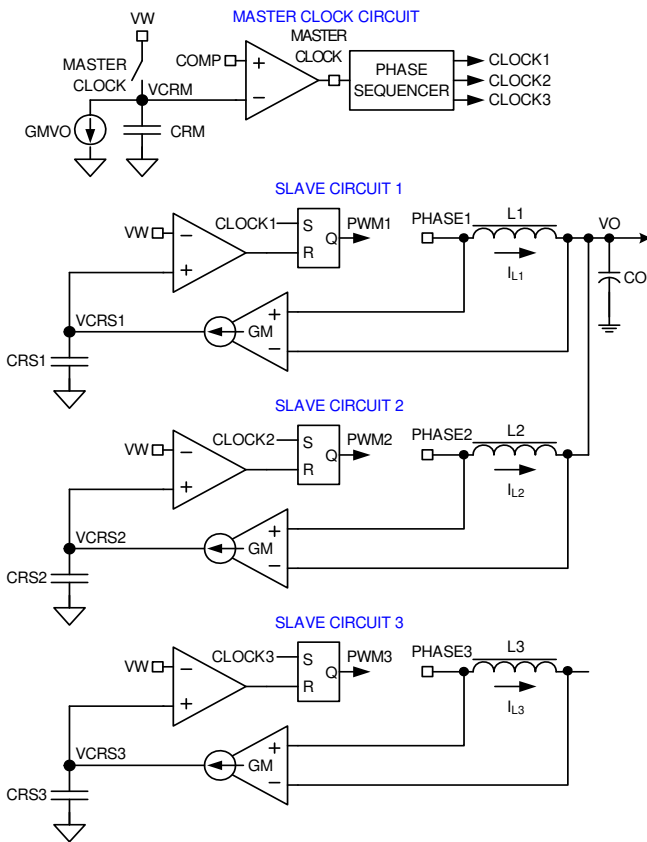 MASTER CLOCK CIRCUIT
VW
MASTER
CLOCK
MASTER
CLOCK
COMP
+
−
VCRM
GMVO
CRM
PHASE
SEQUENCER
CLOCK1
CLOCK2
CLOCK3
SLAVE CIRCUIT 1
VW
−
+
CLOCK1
S
R
Q
PWM1
PHASE1
L1
IL1
VO
CO
VCRS1
GM
+
−
CRS1
SLAVE CIRCUIT 2
VW
−
+
CLOCK2
S
R
Q
PWM2
PHASE2
L2
IL2
VCRS2
GM
+
−
CRS2
SLAVE CIRCUIT 3
VW
−
+
CLOCK3
S
R
Q
PWM3
PHASE3
L3
IL3
VCRS3
GM
+
−
CRS3